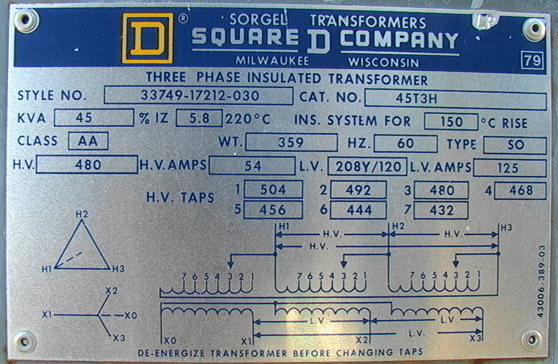 SORGEL TRANSFORMERS
D ® SQUARE D COMPANY
MILWAUKEE WISCONSIN
79
THREE PHASE INSULATED TRANSFORMER
STYLE NO. 33749-17212-030 CAT. NO. 45T3H
KVA 45 % IZ 5.8 220°C INS. SYSTEM FOR 150 °C RISE
CLASS AA WT. 359 HZ. 60 TYPE SO
H.V. 480 H.V. AMPS 54 L.V. 208Y/120 L.V. AMPS 125
H.V. TAPS 1 504 2 492 3 480 4 468
5 456 6 444 7 432
H2
H1 H3
H1 H.V. H2 H.V. H3
H.V.
7 6 5 4 3 2 1 7 6 5 4 3 2 1 7 6 5 4 3 2 1
X2
X1 X0
X3
X0 X1 L.V. X2 L.V. X3
L.V.
DE-ENERGIZE TRANSFORMER BEFORE CHANGING TAPS
43006-389-03